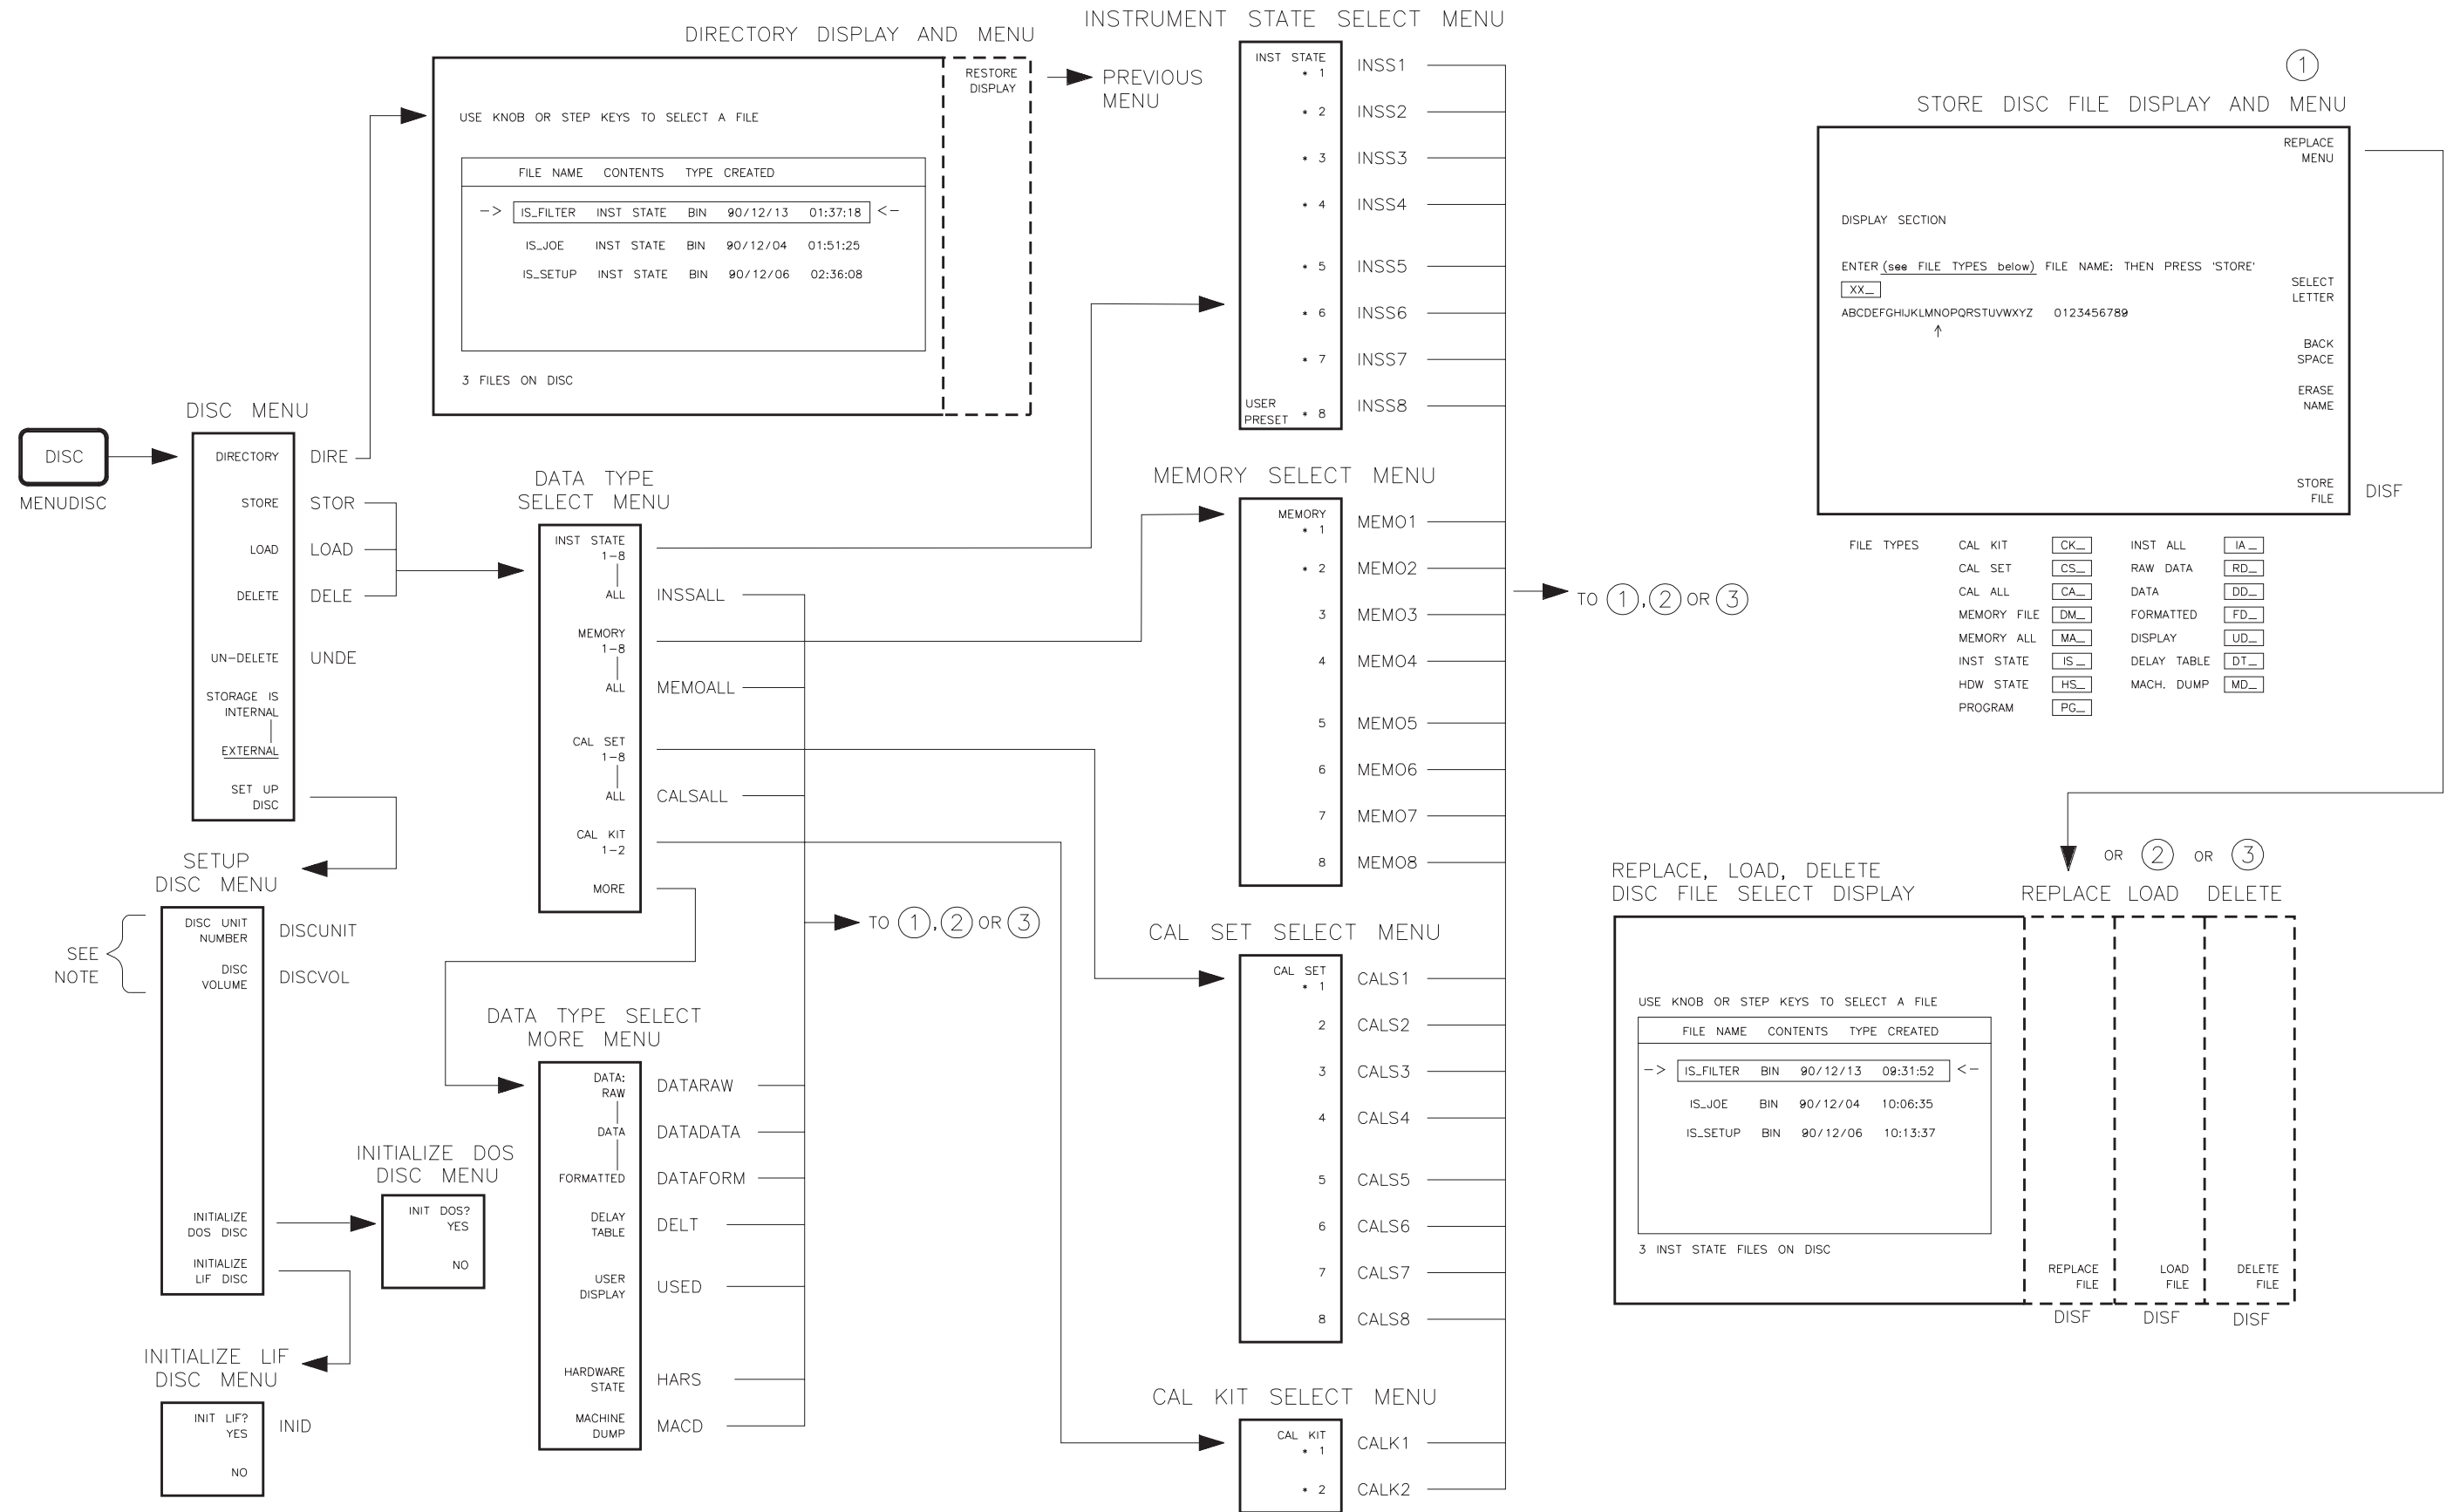 DISC
MENUDISC
DISC MENU
DIRECTORY DIRE
STORE STOR
LOAD LOAD
DELETE DELE
UN-DELETE UNDE
STORAGE IS
INTERNAL
EXTERNAL
SET UP
DISC
SETUP
DISC MENU
SEE
NOTE
DISC UNIT
NUMBER
DISCUNIT
DISC
VOLUME
DISCVOL
INITIALIZE
DOS DISC
INITIALIZE
LIF DISC
INITIALIZE DOS
DISC MENU
INIT DOS?
YES
NO
INITIALIZE LIF
DISC MENU
INIT LIF?
YES
INID
NO
DIRECTORY DISPLAY AND MENU
RESTORE
DISPLAY
PREVIOUS
MENU
USE KNOB OR STEP KEYS TO SELECT A FILE
FILE NAME CONTENTS TYPE CREATED
-> IS_FILTER INST STATE BIN 90/12/13 01:37:18 <-
IS_JOE INST STATE BIN 90/12/04 01:51:25
IS_SETUP INST STATE BIN 90/12/06 02:36:08
3 FILES ON DISC
DATA TYPE
SELECT MENU
INST STATE
1-8
ALL INSSALL
MEMORY
1-8
ALL MEMOALL
CAL SET
1-8
ALL CALSALL
CAL KIT
1-2
MORE
TO 1, 2 OR 3
DATA TYPE SELECT
MORE MENU
DATA:
RAW
DATARAW
DATA DATADATA
FORMATTED DATAFORM
DELAY
TABLE
DELT
USER
DISPLAY
USED
HARDWARE
STATE
HARS
MACHINE
DUMP
MACD
INSTRUMENT STATE SELECT MENU
INST STATE
* 1 INSS1
* 2 INSS2
* 3 INSS3
* 4 INSS4
* 5 INSS5
* 6 INSS6
* 7 INSS7
USER
PRESET * 8 INSS8
MEMORY SELECT MENU
MEMORY
* 1 MEMO1
* 2 MEMO2
3 MEMO3
4 MEMO4
5 MEMO5
6 MEMO6
7 MEMO7
8 MEMO8
TO 1, 2 OR 3
CAL SET SELECT MENU
CAL SET
* 1 CALS1
2 CALS2
3 CALS3
4 CALS4
5 CALS5
6 CALS6
7 CALS7
8 CALS8
CAL KIT SELECT MENU
CAL KIT
* 1 CALK1
* 2 CALK2
1
STORE DISC FILE DISPLAY AND MENU
REPLACE
MENU
DISPLAY SECTION
ENTER (see FILE TYPES below) FILE NAME: THEN PRESS 'STORE'
XX_
ABCDEFGHIJKLMNOPQRSTUVWXYZ 0123456789
SELECT
LETTER
BACK
SPACE
ERASE
NAME
STORE
FILE
DISF
FILE TYPES CAL KIT CK_ INST ALL IA_
CAL SET CS_ RAW DATA RD_
CAL ALL CA_ DATA DD_
MEMORY FILE DM_ FORMATTED FD_
MEMORY ALL MA_ DISPLAY UD_
INST STATE IS_ DELAY TABLE DT_
HDW STATE HS_ MACH. DUMP MD_
PROGRAM PG_
OR 2 OR 3
REPLACE, LOAD, DELETE
DISC FILE SELECT DISPLAY
REPLACE LOAD DELETE
USE KNOB OR STEP KEYS TO SELECT A FILE
FILE NAME CONTENTS TYPE CREATED
-> IS_FILTER BIN 90/12/13 09:31:52 <-
IS_JOE BIN 90/12/04 10:06:35
IS_SETUP BIN 90/12/06 10:13:37
3 INST STATE FILES ON DISC
REPLACE
FILE
LOAD
FILE
DELETE
FILE
DISF DISF DISF